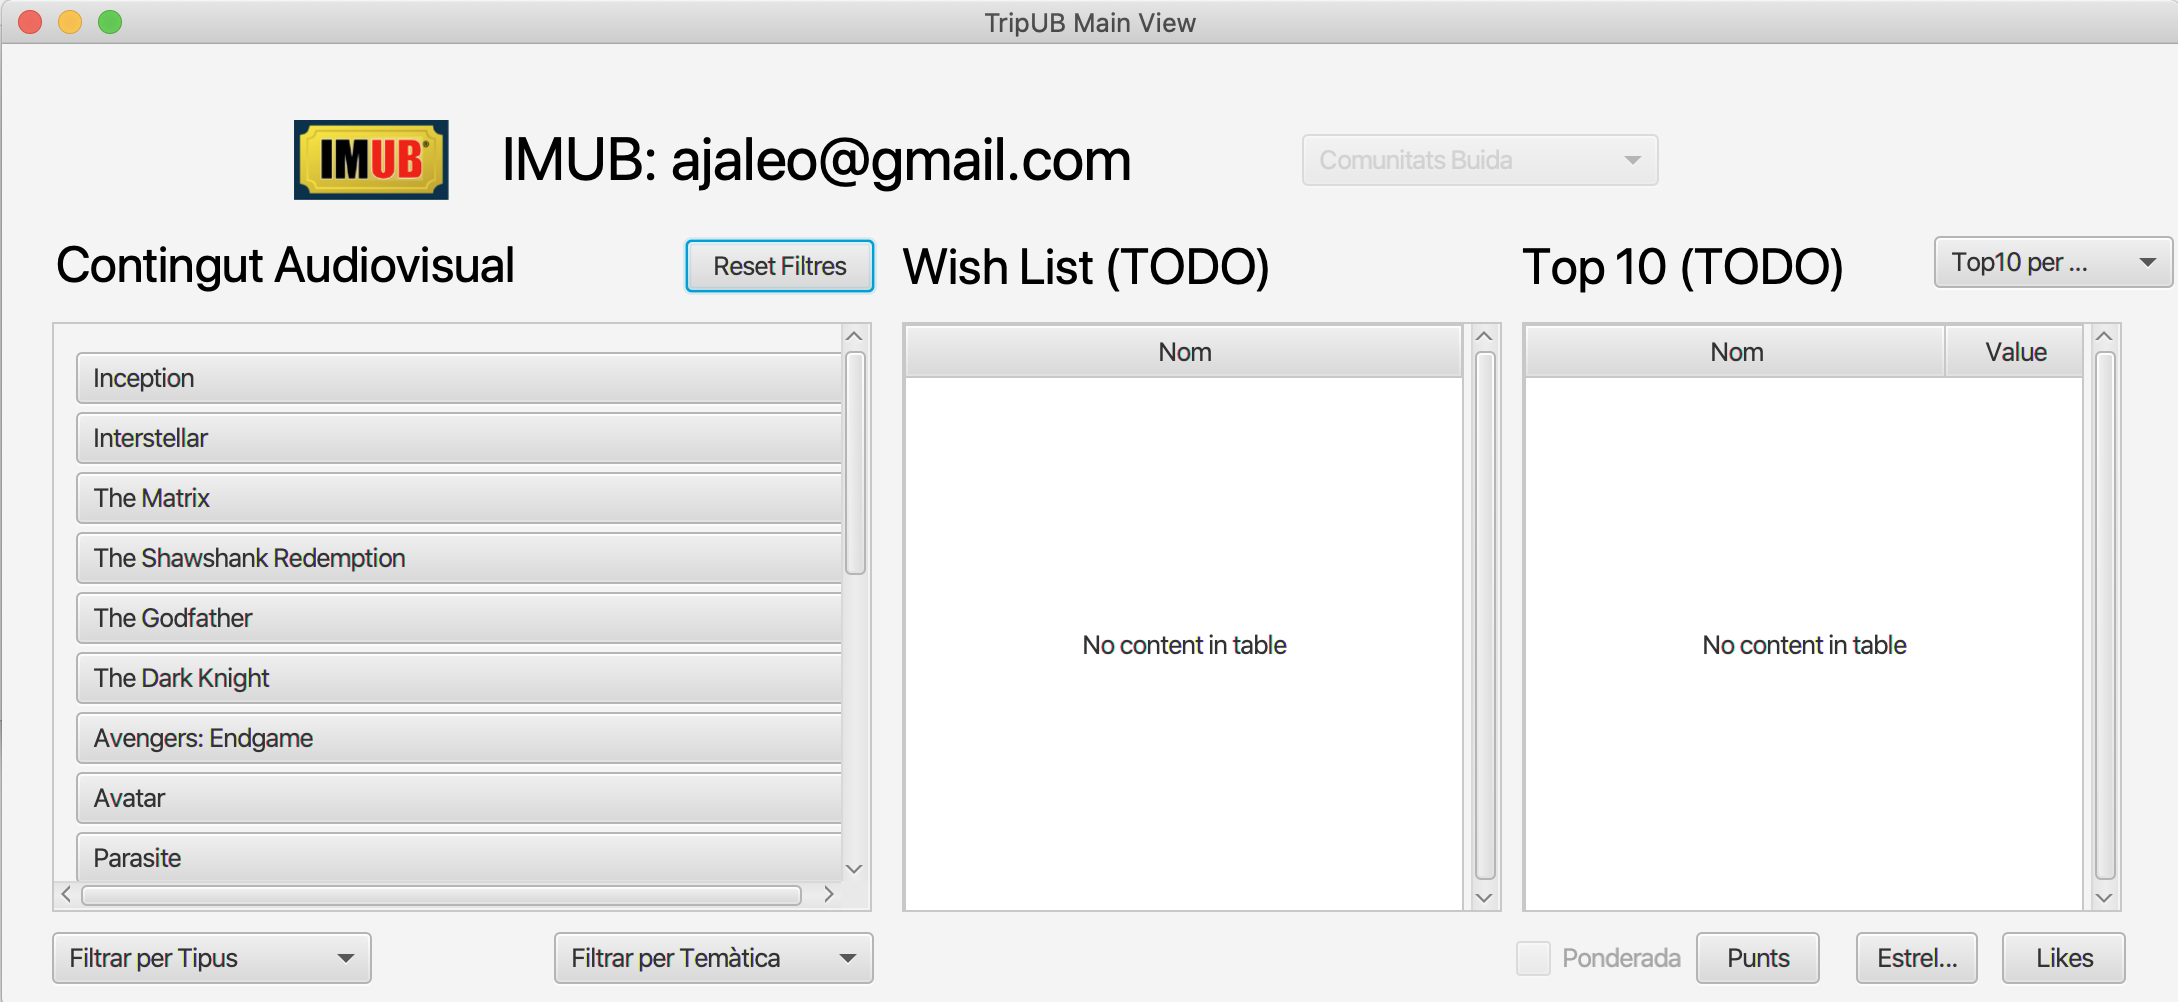 TripUB Main View
IMUB
IMUB: ajaleo@gmail.com
Comunitats Buida
Contingut Audiovisual
Reset Filtres
Wish List (TODO)
Top 10 (TODO)
Top10 per ...
Inception
Interstellar
The Matrix
The Shawshank Redemption
The Godfather
The Dark Knight
Avengers: Endgame
Avatar
Parasite
Nom
No content in table
Nom Value
No content in table
Filtrar per Tipus
Filtrar per Temàtica
Ponderada
Punts
Estrel...
Likes